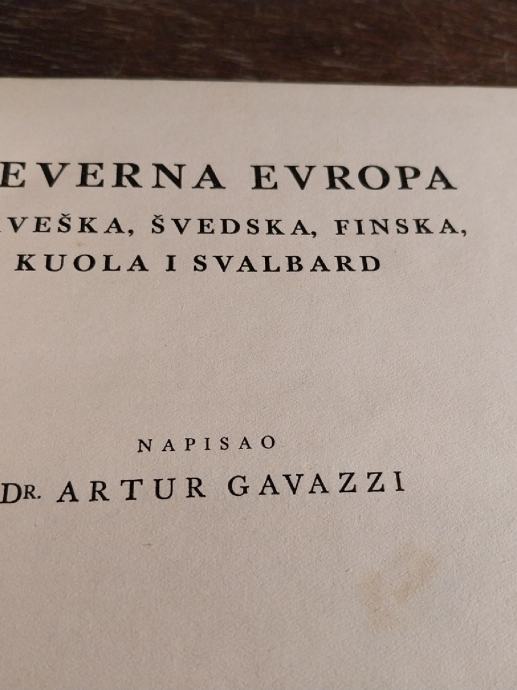 EVERNA EVROPA
VEŠKA, ŠVEDSKA, FINSKA,
KUOLA I SVALBARD
NAPISAO
DR. ARTUR GAVAZZI